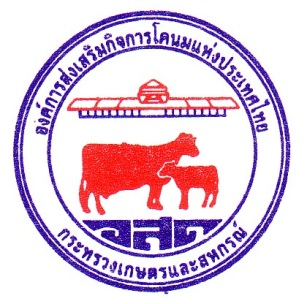 องค์การส่งเสริมกิจการโคนมแห่งประเทศไทย
อสค
กระทรวงเกษตรและสหกรณ์